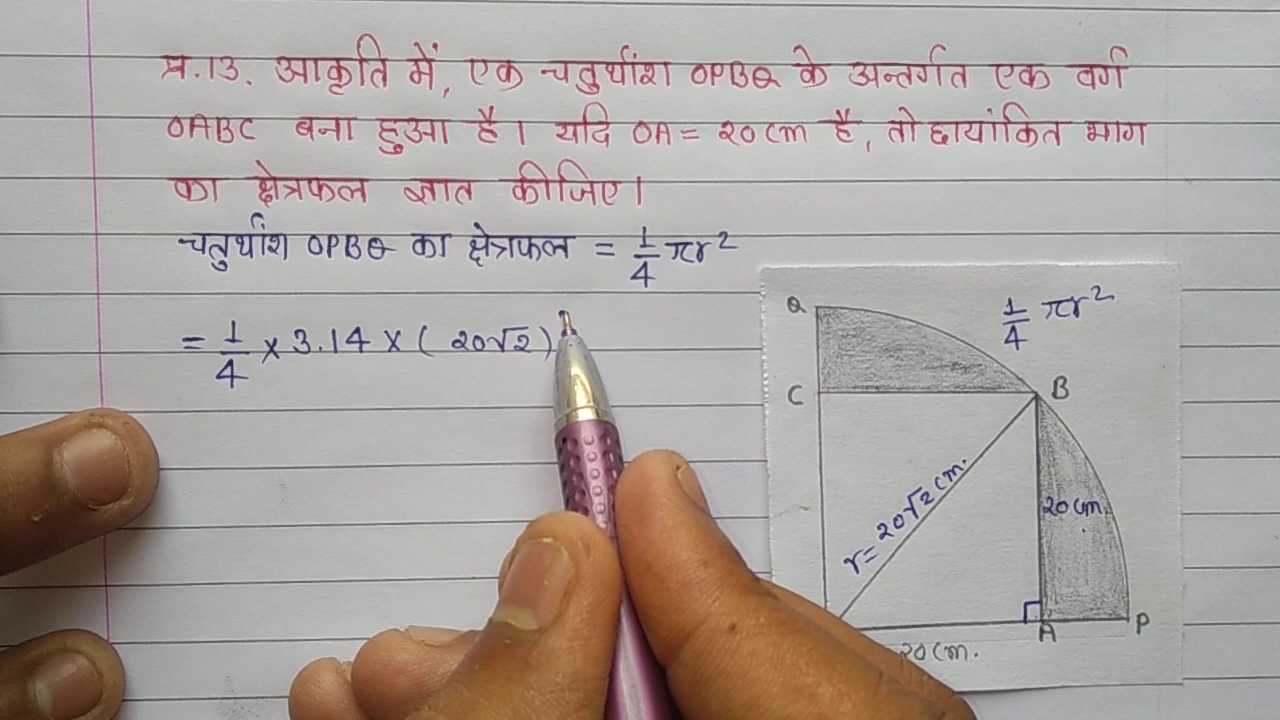 प्र.13. आकृति में, एक चतुर्थांश OPBQ के अन्तर्गत एक वर्ग
OABC बना हुआ है। यदि OA = 20 cm है, तो छायांकित भाग
का क्षेत्रफल ज्ञात कीजिए।
चतुर्थांश OPBQ का क्षेत्रफल = 1/4 πr²
= 1/4 × 3.14 × ( 20√2 )
Q
1/4 πr²
C
B
r = 20√2 cm.
20 cm.
A
P
20 cm.